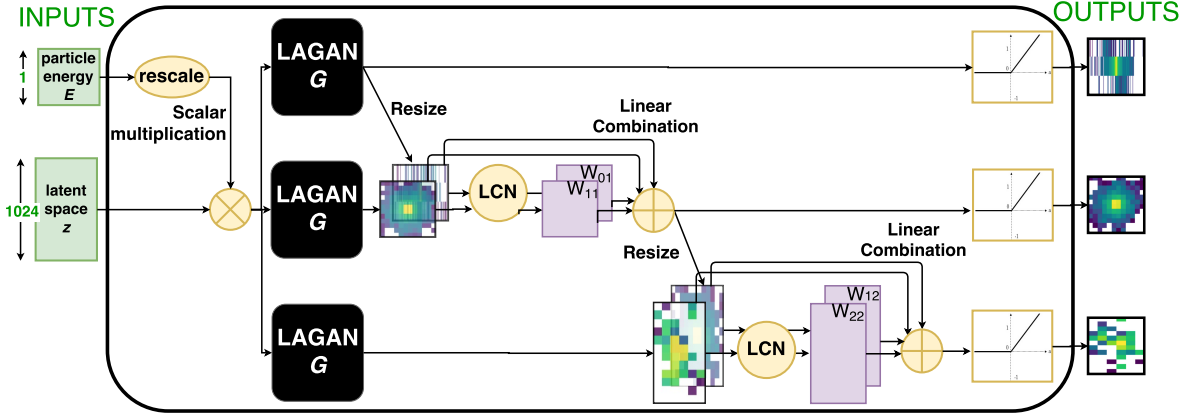 INPUTS
OUTPUTS
particle
energy
E
1
rescale
Scalar
multiplication
latent
space
z
1024
LAGAN
G
Resize
Linear
Combination
LAGAN
G
LCN
W01
W11
Resize
Linear
Combination
LAGAN
G
LCN
W12
W22